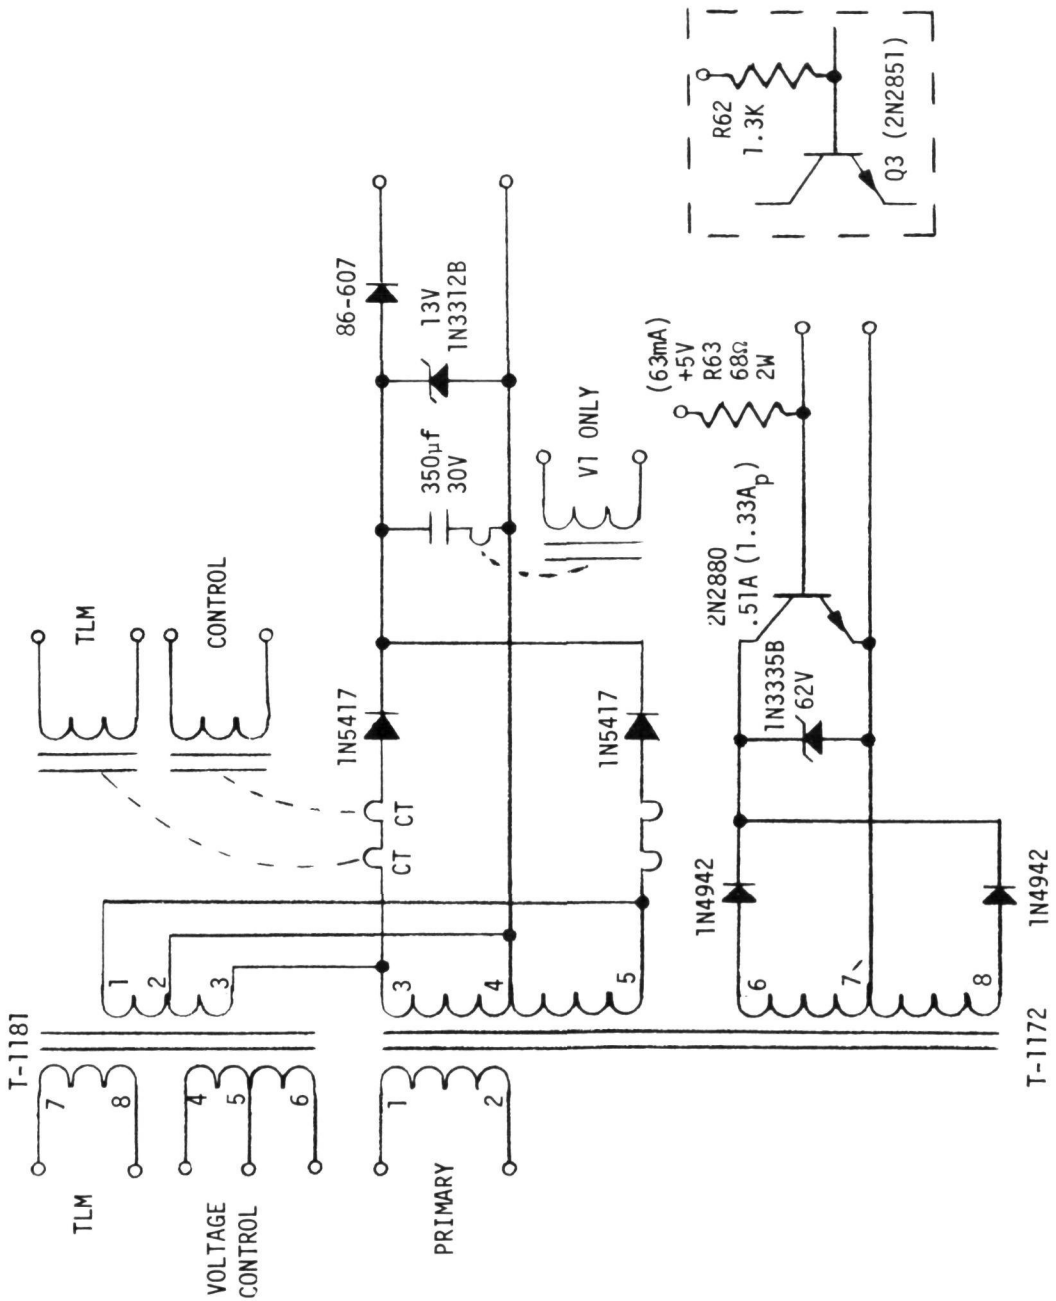 T-1181
TLM
7
8
1
2
3
VOLTAGE
CONTROL
4
5
6
TLM
CONTROL
PRIMARY
1
2
3
4
5
CT
CT
1N5417
1N5417
350µf
30V
13V
1N3312B
86-607
V1 ONLY
6
7
8
1N4942
1N4942
1N3335B
62V
2N2880
.51A (1.33Ap)
(63mA)
+5V
R63
68Ω
2W
T-1172
R62
1.3K
Q3 (2N2851)